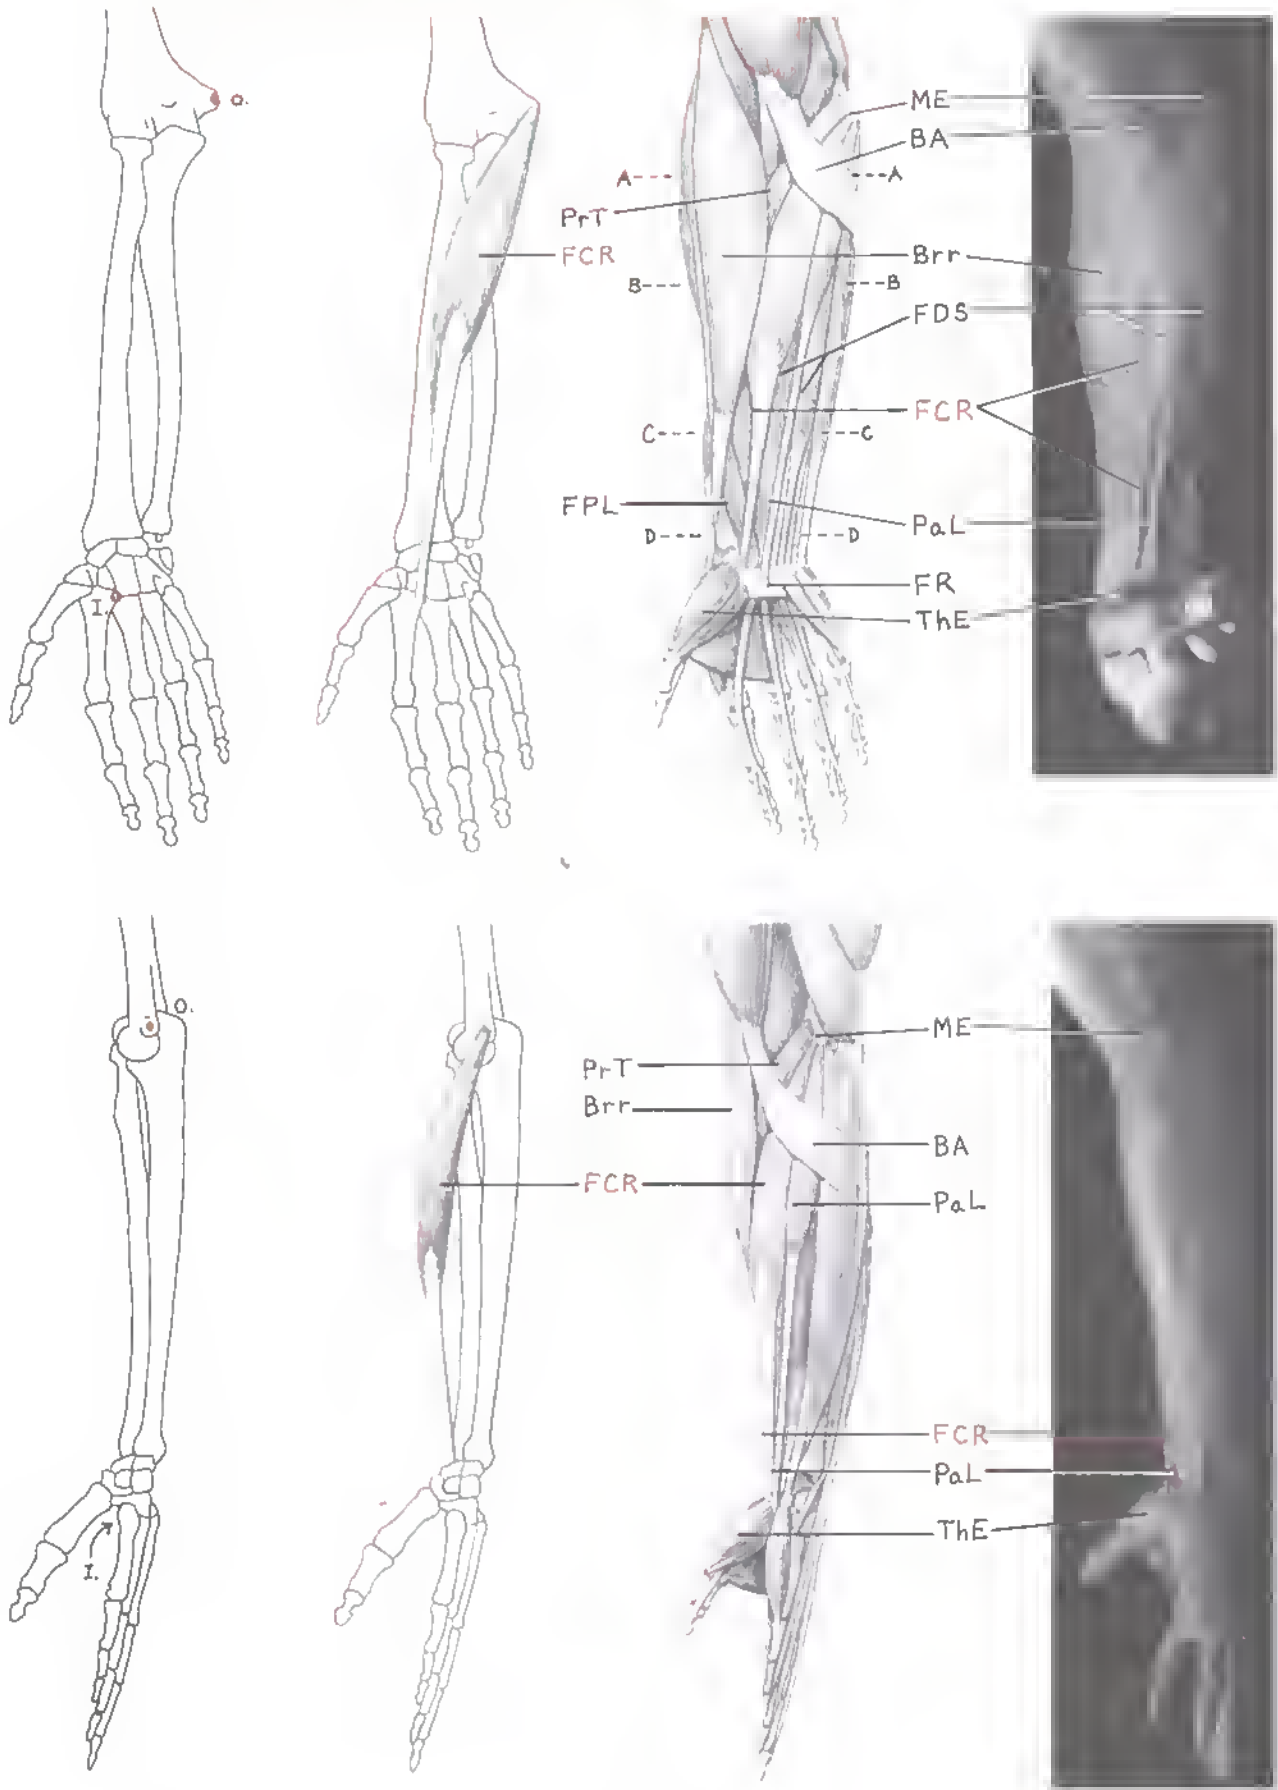 O.
ME
BA
A A
PrT
FCR Brr
B B
FDS
FCR
C C
FPL PaL
D D
FR
I. ThE
O.
ME
PrT
Brr
BA
FCR
PaL
FCR
PaL
ThE
I.